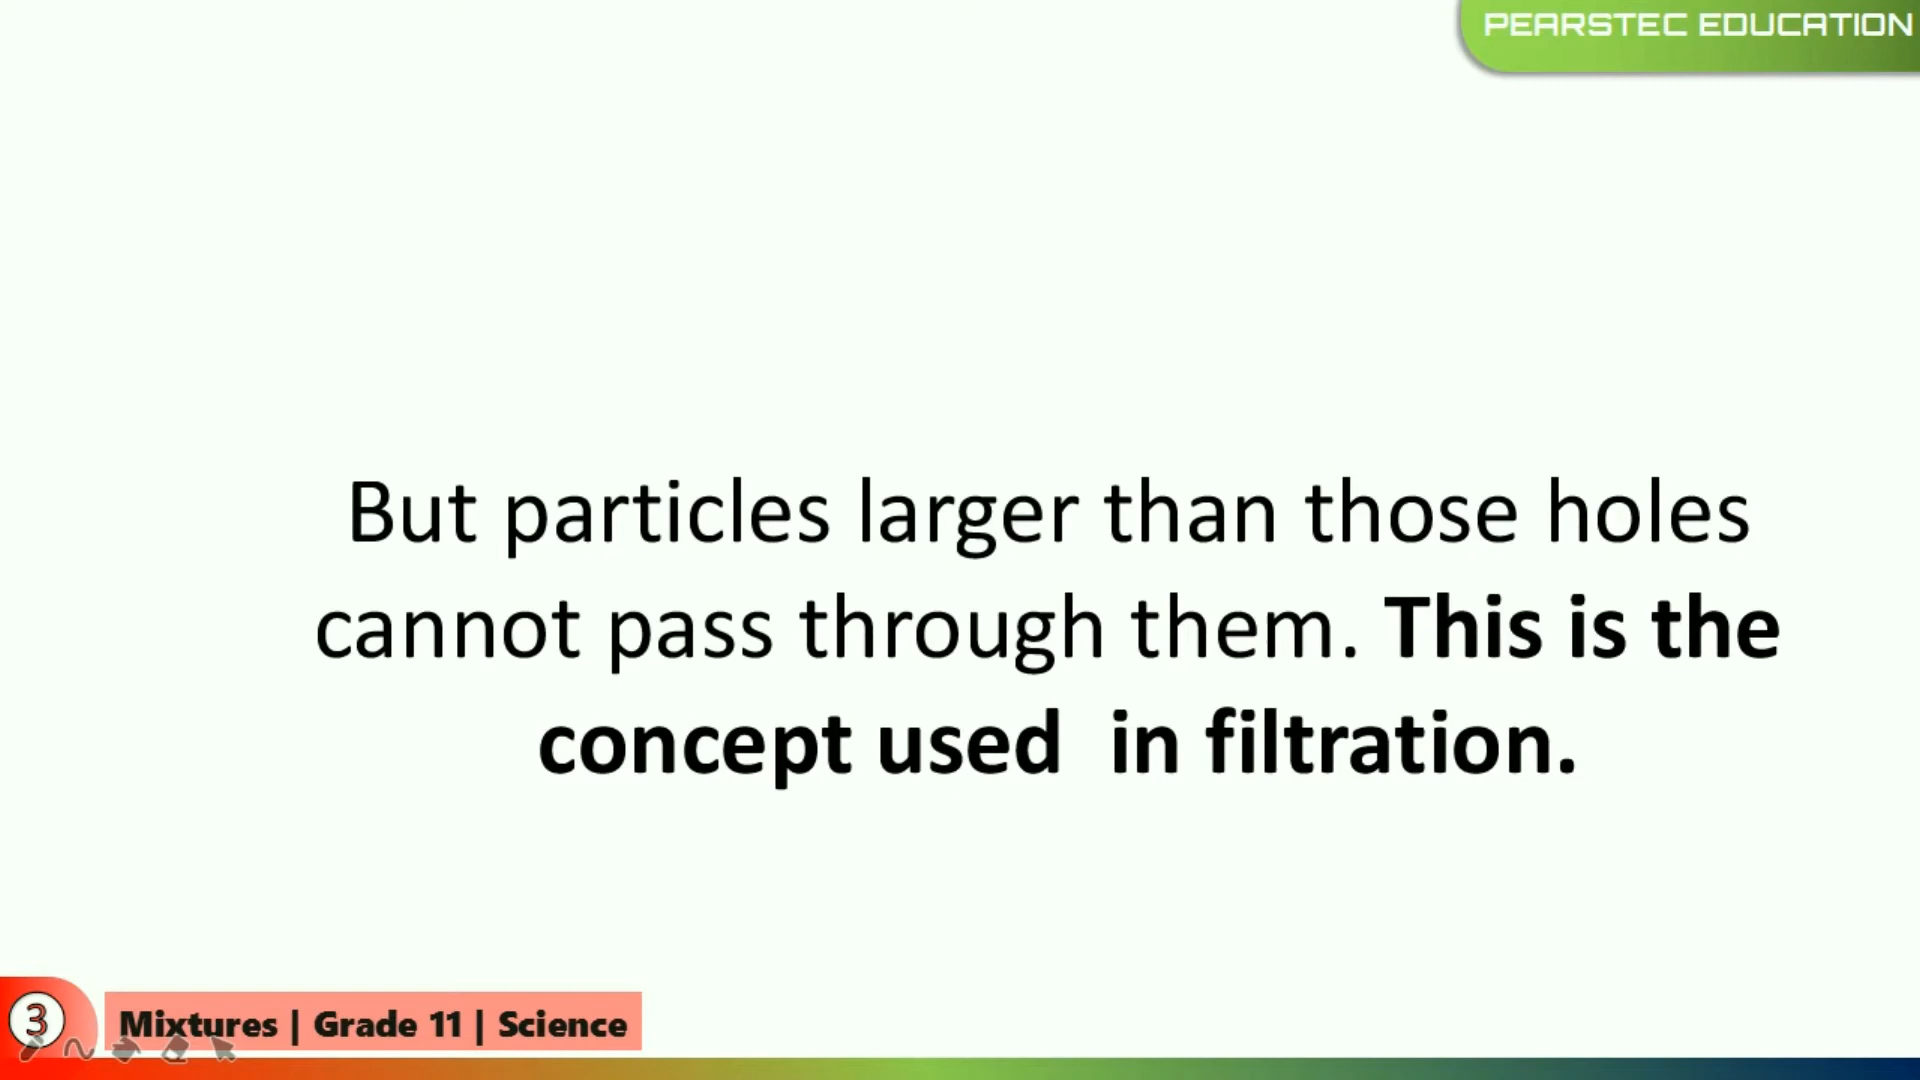 PEARSTEC EDUCATION
But particles larger than those holes
cannot pass through them. This is the
concept used  in filtration.
3
Mixtures | Grade 11 | Science